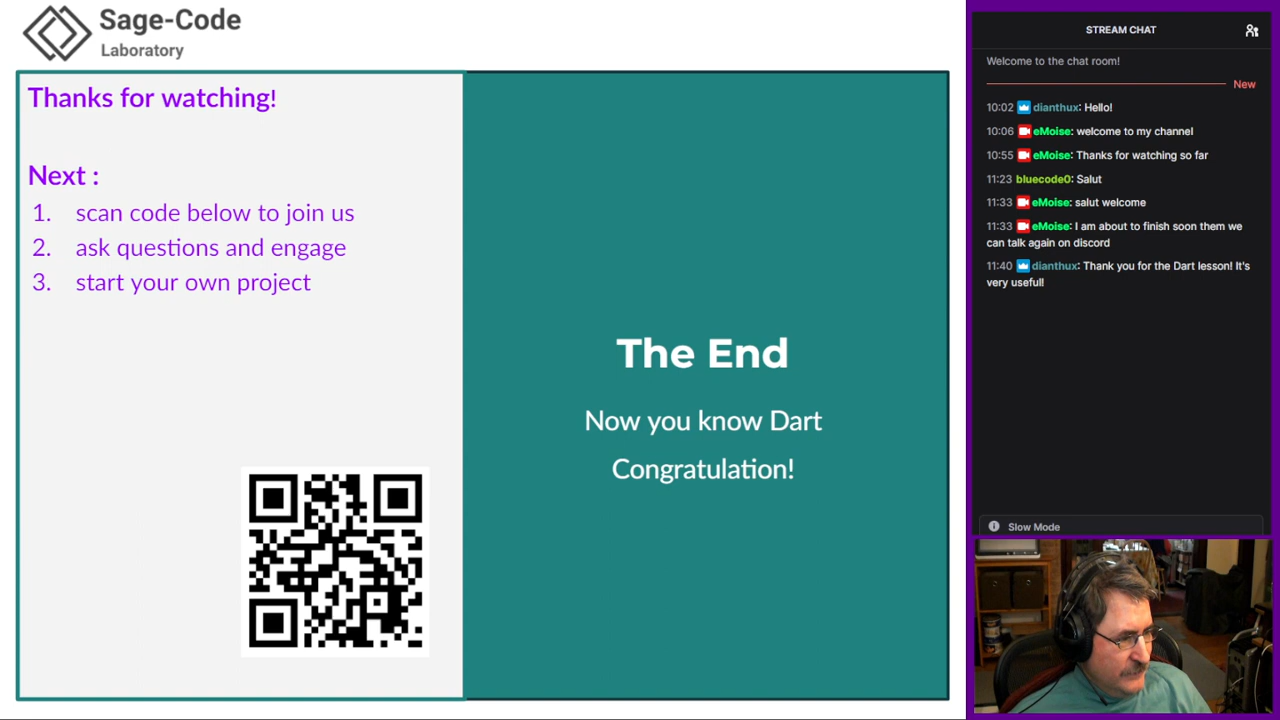 Sage-Code
Laboratory
Thanks for watching!
Next :
1. scan code below to join us
2. ask questions and engage
3. start your own project
The End
Now you know Dart
Congratulation!
STREAM CHAT
Welcome to the chat room!
New
10:02 dianthux: Hello!
10:06 eMoise: welcome to my channel
10:55 eMoise: Thanks for watching so far
11:23 bluecode0: Salut
11:33 eMoise: salut welcome
11:33 eMoise: I am about to finish soon them we
can talk again on discord
11:40 dianthux: Thank you for the Dart lesson! It's
very useful!
Slow Mode